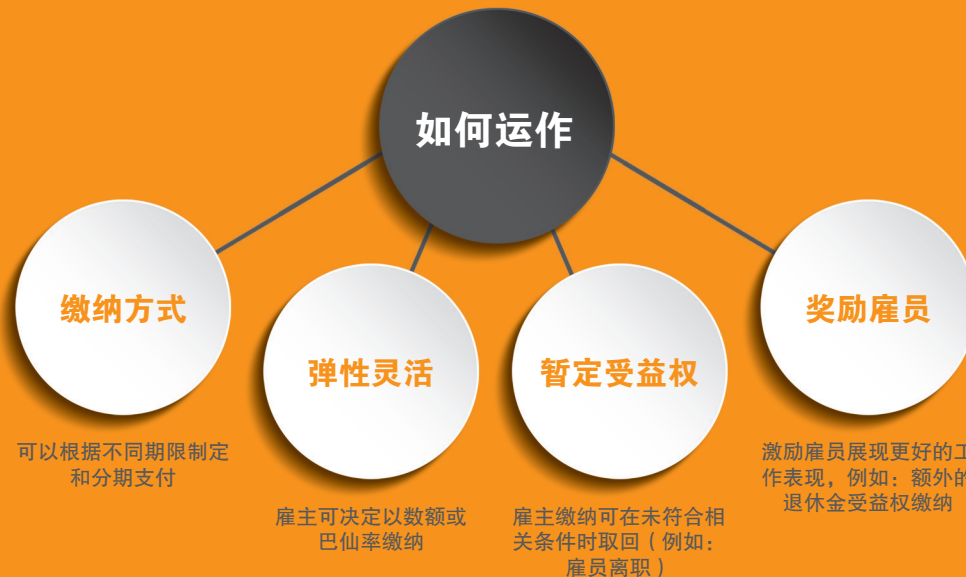 如何运作
缴纳方式
可以根据不同期限制定
和分期支付
弹性灵活
雇主可决定以数额或
巴仙率缴纳
暂定受益权
雇主缴纳可在未符合相
关条件时取回（例如：
雇员离职）
奖励雇员
激励雇员展现更好的工
作表现，例如：额外的
退休金受益权缴纳